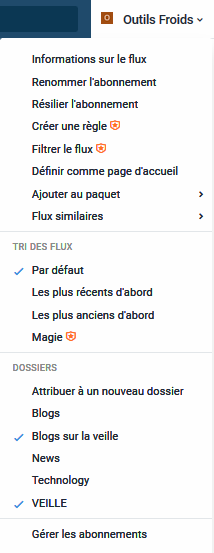 Outils Froids
Informations sur le flux
Renommer l'abonnement
Résilier l'abonnement
Créer une règle
Filtrer le flux
Définir comme page d'accueil
Ajouter au paquet
Flux similaires
TRI DES FLUX
Par défaut
Les plus récents d'abord
Les plus anciens d'abord
Magie
DOSSIERS
Attribuer à un nouveau dossier
Blogs
Blogs sur la veille
News
Technology
VEILLE
Gérer les abonnements